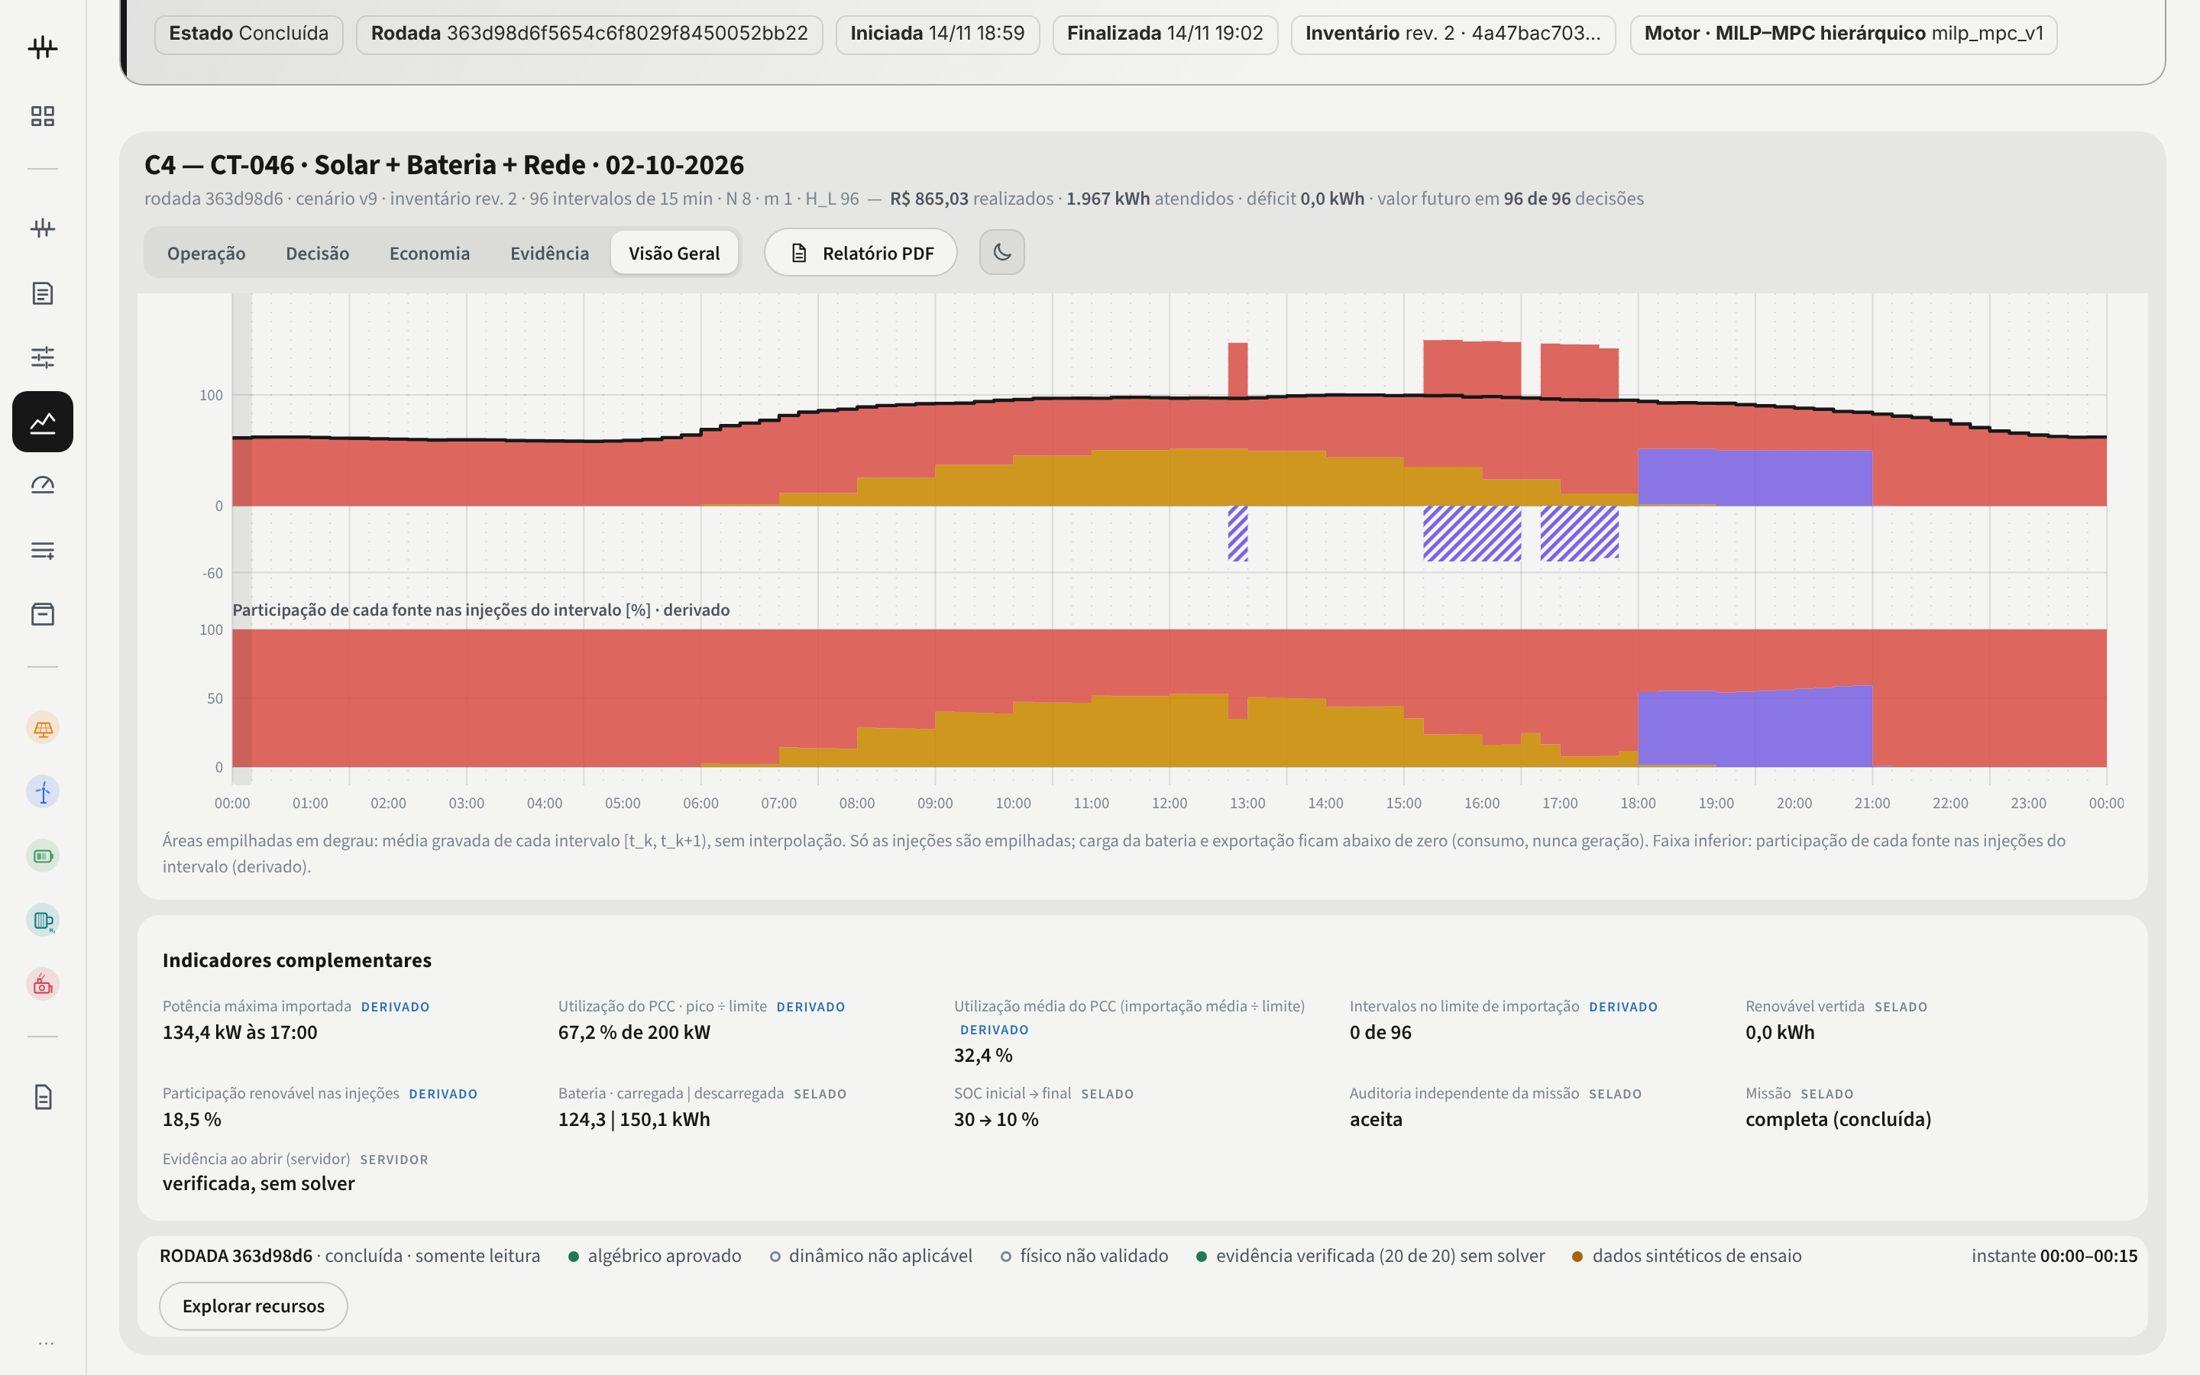 Estado Concluída
Rodada 363d98d6f5654c6f8029f8450052bb22
Iniciada 14/11 18:59
Finalizada 14/11 19:02
Inventário rev. 2 · 4a47bac703...
Motor · MILP–MPC hierárquico milp_mpc_v1
C4 — CT-046 · Solar + Bateria + Rede · 02-10-2026
rodada 363d98d6 · cenário v9 · inventário rev. 2 · 96 intervalos de 15 min · N 8 · m 1 · H_L 96 — R$ 865,03 realizados · 1.967 kWh atendidos · déficit 0,0 kWh · valor futuro em 96 de 96 decisões
Operação
Decisão
Economia
Evidência
Visão Geral
Relatório PDF
100
0
-60
Participação de cada fonte nas injeções do intervalo [%] · derivado
100
50
0
00:00 01:00 02:00 03:00 04:00 05:00 06:00 07:00 08:00 09:00 10:00 11:00 12:00 13:00 14:00 15:00 16:00 17:00 18:00 19:00 20:00 21:00 22:00 23:00 00:00
Áreas empilhadas em degrau: média gravada de cada intervalo [t_k, t_k+1), sem interpolação. Só as injeções são empilhadas; carga da bateria e exportação ficam abaixo de zero (consumo, nunca geração). Faixa inferior: participação de cada fonte nas injeções do
intervalo (derivado).
Indicadores complementares
Potência máxima importada DERIVADO
134,4 kW às 17:00
Utilização do PCC · pico ÷ limite DERIVADO
67,2 % de 200 kW
Utilização média do PCC (importação média ÷ limite)
DERIVADO
32,4 %
Intervalos no limite de importação DERIVADO
0 de 96
Renovável vertida SELADO
0,0 kWh
Participação renovável nas injeções DERIVADO
18,5 %
Bateria · carregada | descarregada SELADO
124,3 | 150,1 kWh
SOC inicial → final SELADO
30 → 10 %
Auditoria independente da missão SELADO
aceita
Missão SELADO
completa (concluída)
Evidência ao abrir (servidor) SERVIDOR
verificada, sem solver
RODADA 363d98d6 · concluída · somente leitura
algébrico aprovado
dinâmico não aplicável
físico não validado
evidência verificada (20 de 20) sem solver
dados sintéticos de ensaio
instante 00:00–00:15
Explorar recursos
...